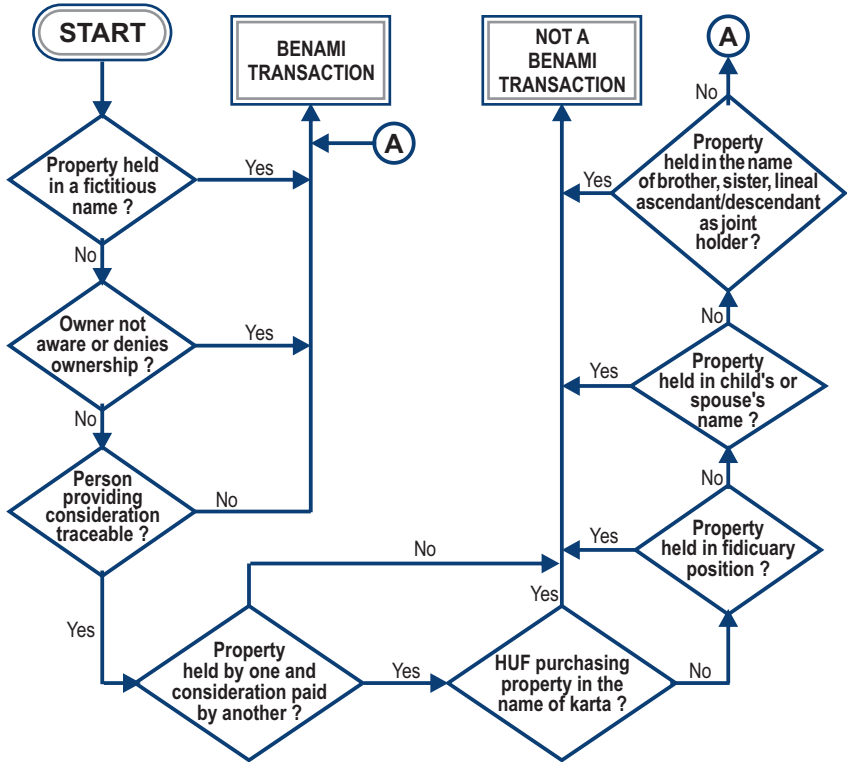 START
BENAMI
TRANSACTION
NOT A
BENAMI
TRANSACTION
A
No
A
Property held
in a fictitious
name ?
Yes
Property
held in the name
of brother, sister, lineal
ascendant/descendant
as joint
holder ?
Yes
No
Owner not
aware or denies
ownership ?
Yes
No
Property
held in child's or
spouse's
name ?
Yes
No
Person
providing
consideration
traceable ?
No
No
Property
held in fidicuary
position ?
Yes
No
Yes
Yes
Property
held by one and
consideration paid
by another ?
Yes
HUF purchasing
property in the
name of karta ?
No